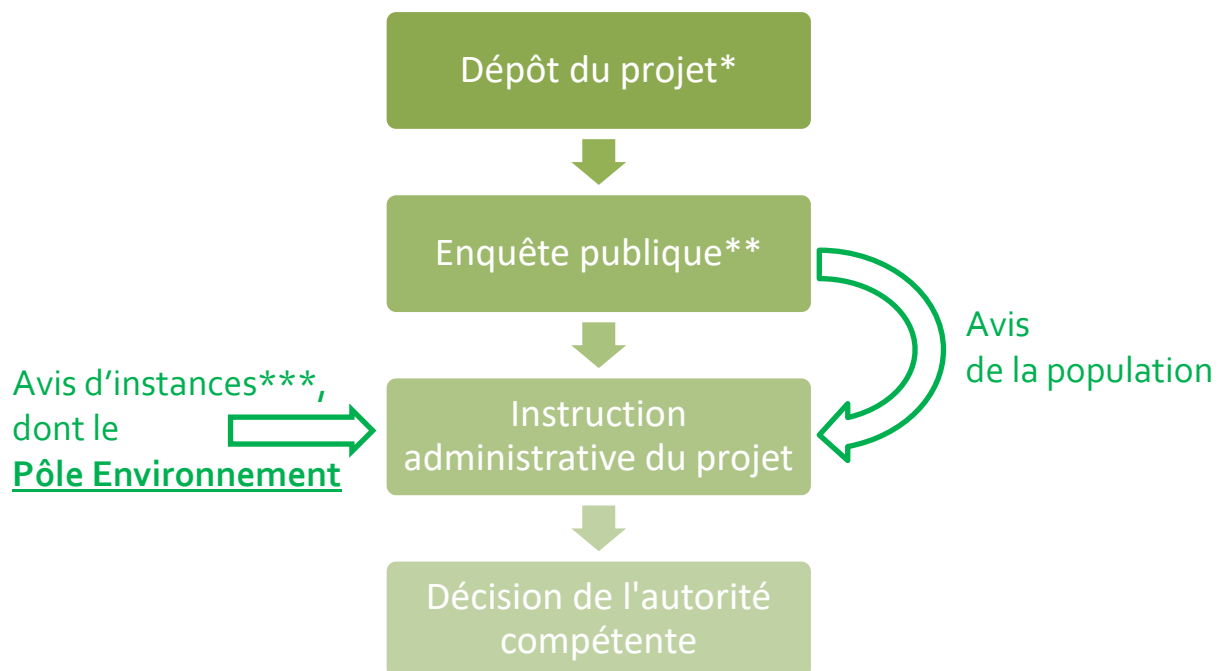 Dépôt du projet*
Enquête publique**
Avis
de la population
Avis d’instances***,
dont le
Pôle Environnement
Instruction
administrative du projet
Décision de l'autorité
compétente